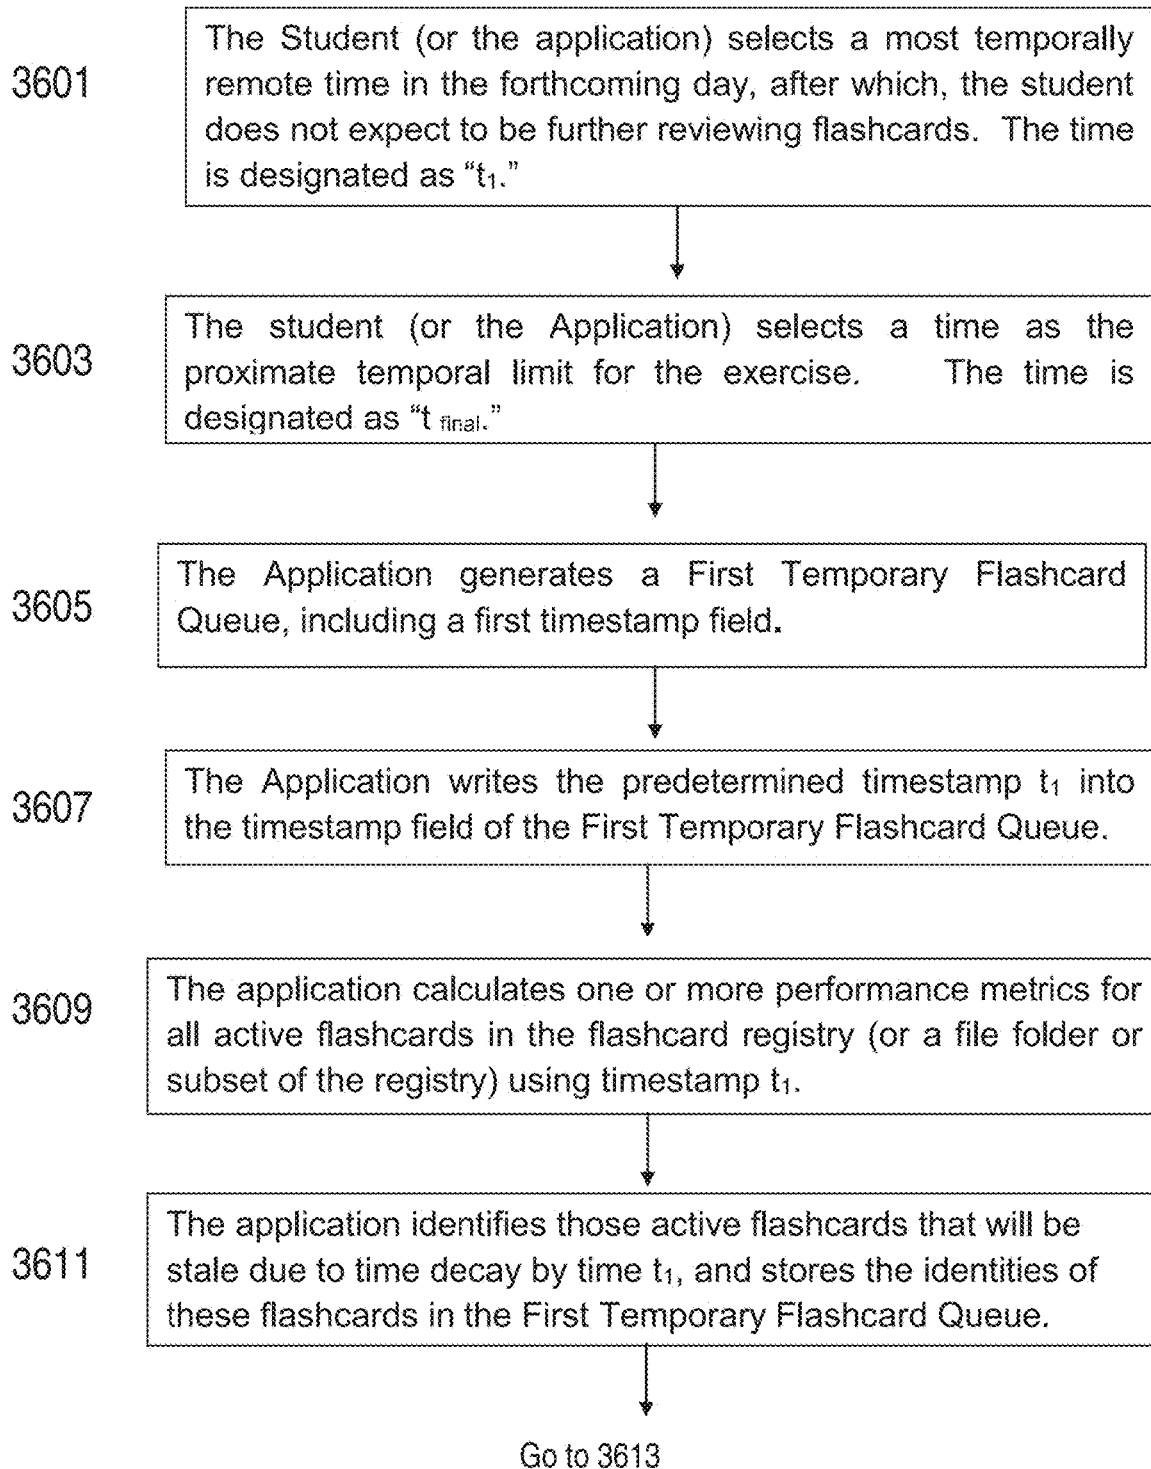 3601
The Student (or the application) selects a most temporally
remote time in the forthcoming day, after which, the student
does not expect to be further reviewing flashcards. The time
is designated as “t₁.”
3603
The student (or the Application) selects a time as the
proximate temporal limit for the exercise. The time is
designated as “t final.”
3605
The Application generates a First Temporary Flashcard
Queue, including a first timestamp field.
3607
The Application writes the predetermined timestamp t₁ into
the timestamp field of the First Temporary Flashcard Queue.
3609
The application calculates one or more performance metrics for
all active flashcards in the flashcard registry (or a file folder or
subset of the registry) using timestamp t₁.
3611
The application identifies those active flashcards that will be
stale due to time decay by time t₁, and stores the identities of
these flashcards in the First Temporary Flashcard Queue.
Go to 3613